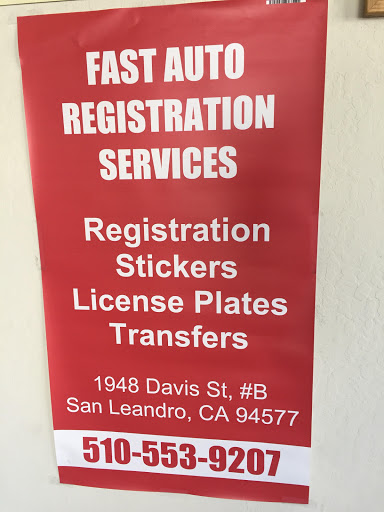 FAST AUTO
REGISTRATION
SERVICES
Registration
Stickers
License Plates
Transfers
1948 Davis St, #B
San Leandro, CA 94577
510-553-9207